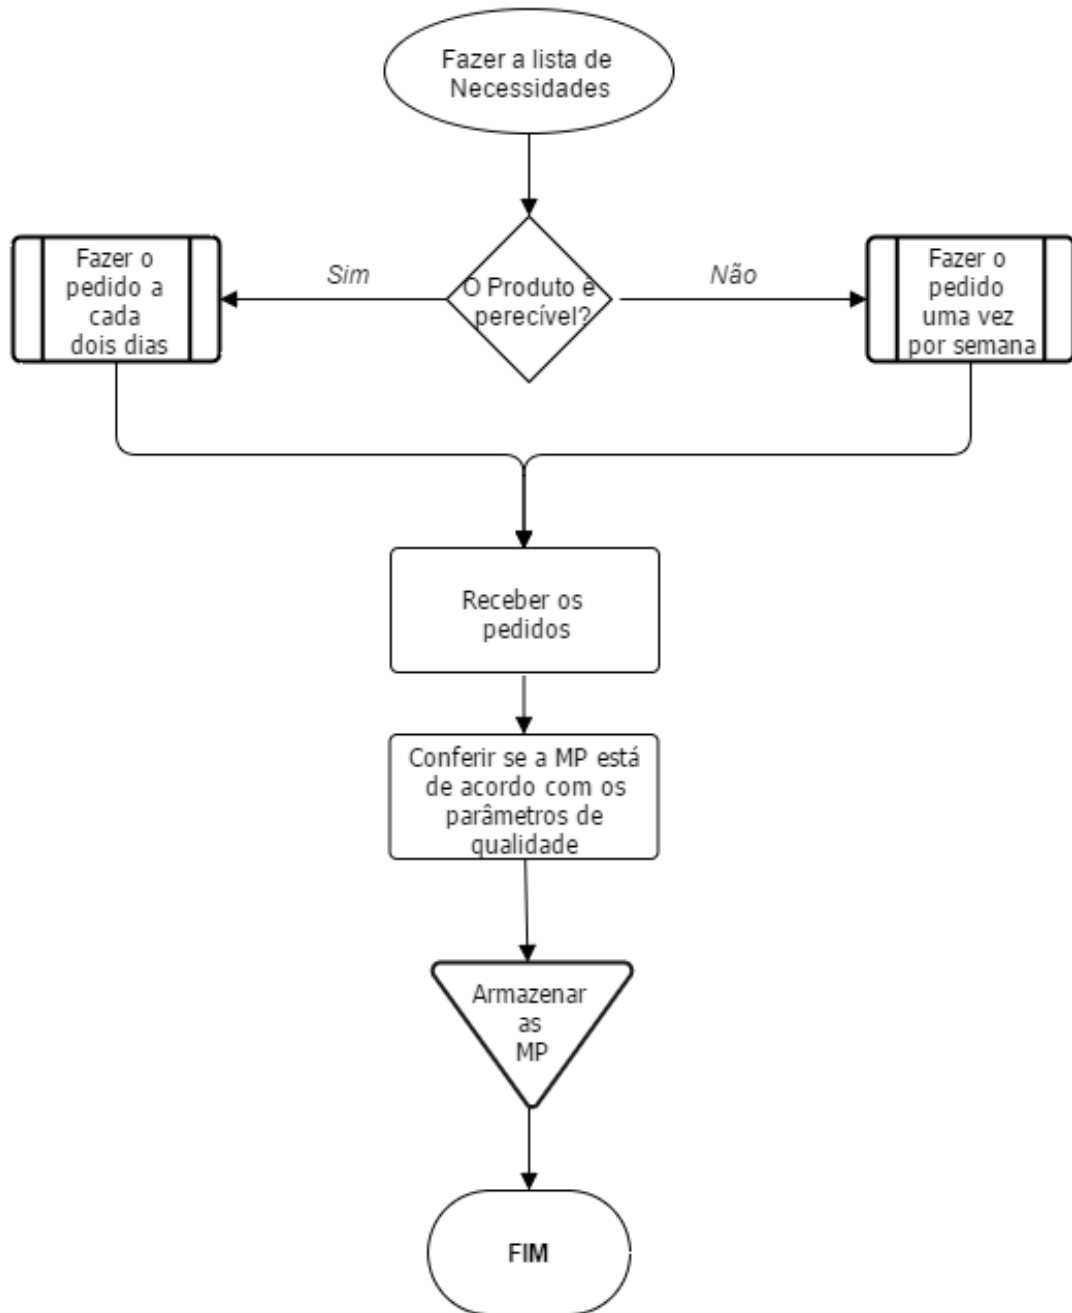 Fazer a lista de
Necessidades
O Produto é
perecível?
Sim
Não
Fazer o
pedido a
cada
dois dias
Fazer o
pedido
uma vez
por semana
Receber os
pedidos
Conferir se a MP está
de acordo com os
parâmetros de
qualidade
Armazenar
as
MP
FIM